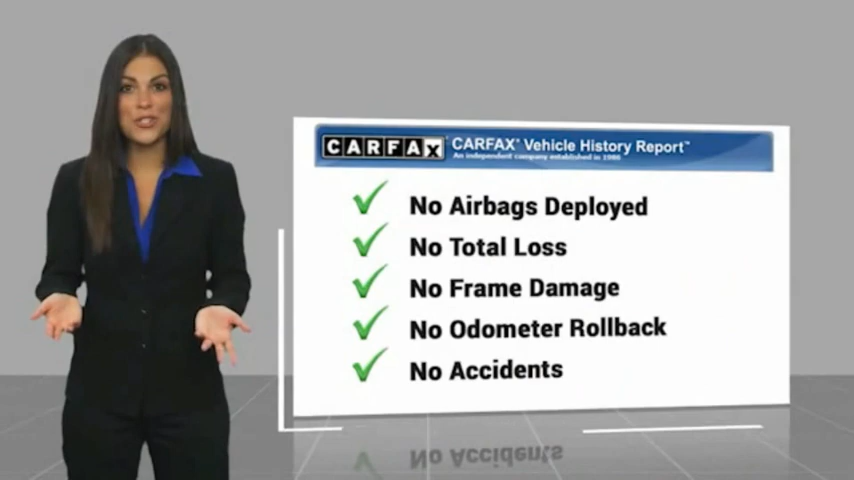 CARFAX CARFAX® Vehicle History Report™
An independent company established in 1986
No Airbags Deployed
No Total Loss
No Frame Damage
No Odometer Rollback
No Accidents
No Accidents